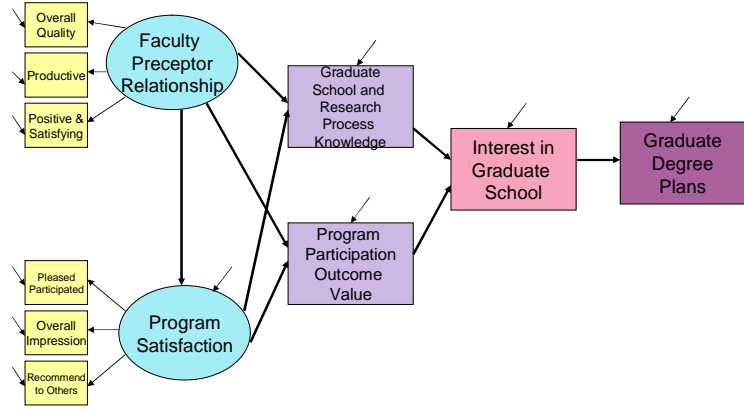 Overall
Quality
Productive
Positive &
Satisfying
Faculty
Preceptor
Relationship
Graduate
School and
Research
Process
Knowledge
Interest in
Graduate
School
Graduate
Degree
Plans
Program
Participation
Outcome
Value
Pleased
Participated
Overall
Impression
Recommend
to Others
Program
Satisfaction